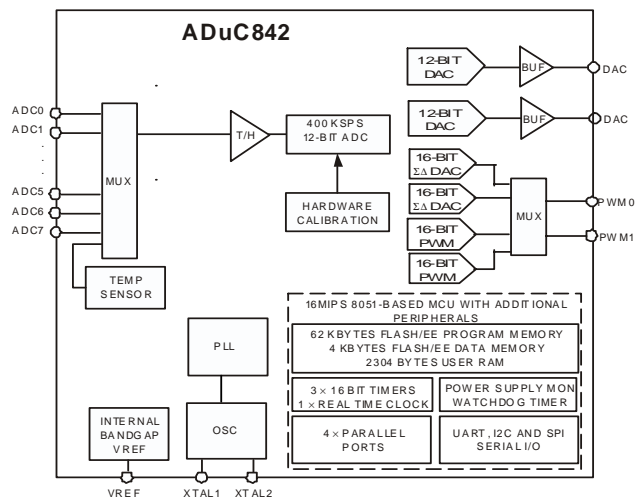 ADuC842
ADC0
ADC1
ADC5
ADC6
ADC7
MUX
T/H
400 KSPS
12-BIT ADC
HARDWARE
CALIBRATION
TEMP
SENSOR
12-BIT
DAC
BUF
DAC
12-BIT
DAC
BUF
DAC
16-BIT
ΣΔ DAC
16-BIT
ΣΔ DAC
16-BIT
PWM
16-BIT
PWM
MUX
PWM0
PWM1
16MIPS 8051-BASED MCU WITH ADDITIONAL
PERIPHERALS
62 KBYTES FLASH/EE PROGRAM MEMORY
4 KBYTES FLASH/EE DATA MEMORY
2304 BYTES USER RAM
3 × 16 BIT TIMERS
1 × REAL TIME CLOCK
POWER SUPPLY MON
WATCHDOG TIMER
4 × PARALLEL
PORTS
UART, I2C AND SPI
SERIAL I/O
PLL
OSC
INTERNAL
BANDGAP
VREF
VREF
XTAL1
XTAL2